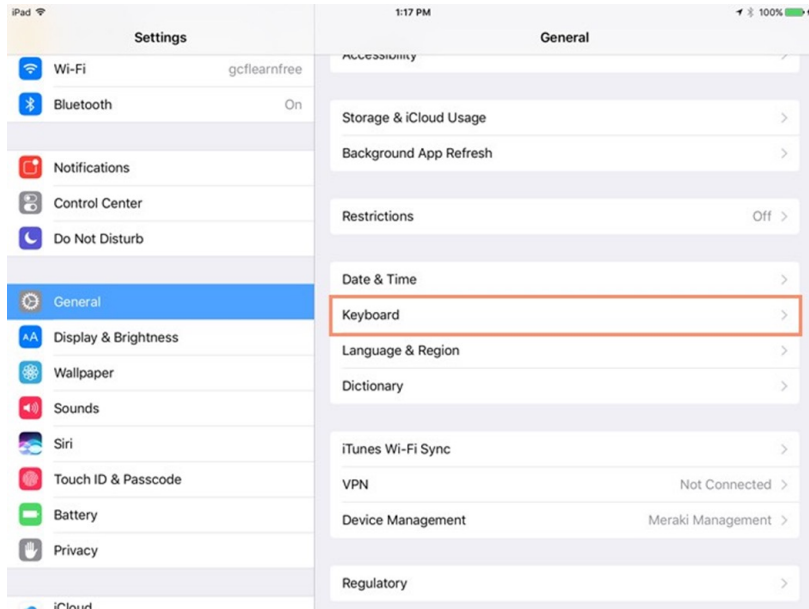 iPad 1:17 PM 100%
Settings
Wi-Fi gcflearnfree
Bluetooth On
Notifications
Control Center
Do Not Disturb
General
Display & Brightness
Wallpaper
Sounds
Siri
Touch ID & Passcode
Battery
Privacy
iCloud
General
Accessibility
Storage & iCloud Usage
Background App Refresh
Restrictions Off
Date & Time
Keyboard
Language & Region
Dictionary
iTunes Wi-Fi Sync
VPN Not Connected
Device Management Meraki Management
Regulatory